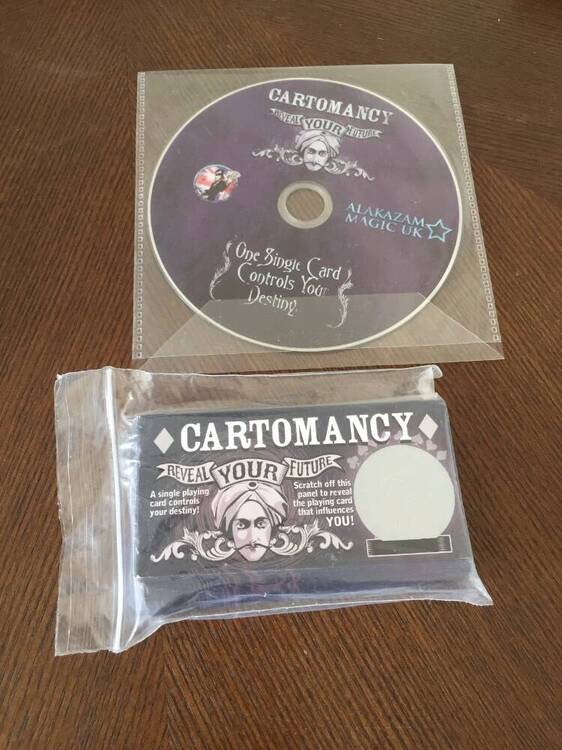 CARTOMANCY
REVEAL YOUR FUTURE
ALAKAZAM
MAGIC UK
One Single Card
Controls Your
Destiny
CARTOMANCY
REVEAL YOUR FUTURE
A single playing
card controls
your destiny!
Scratch off this
panel to reveal
the playing card
that influences
YOU!